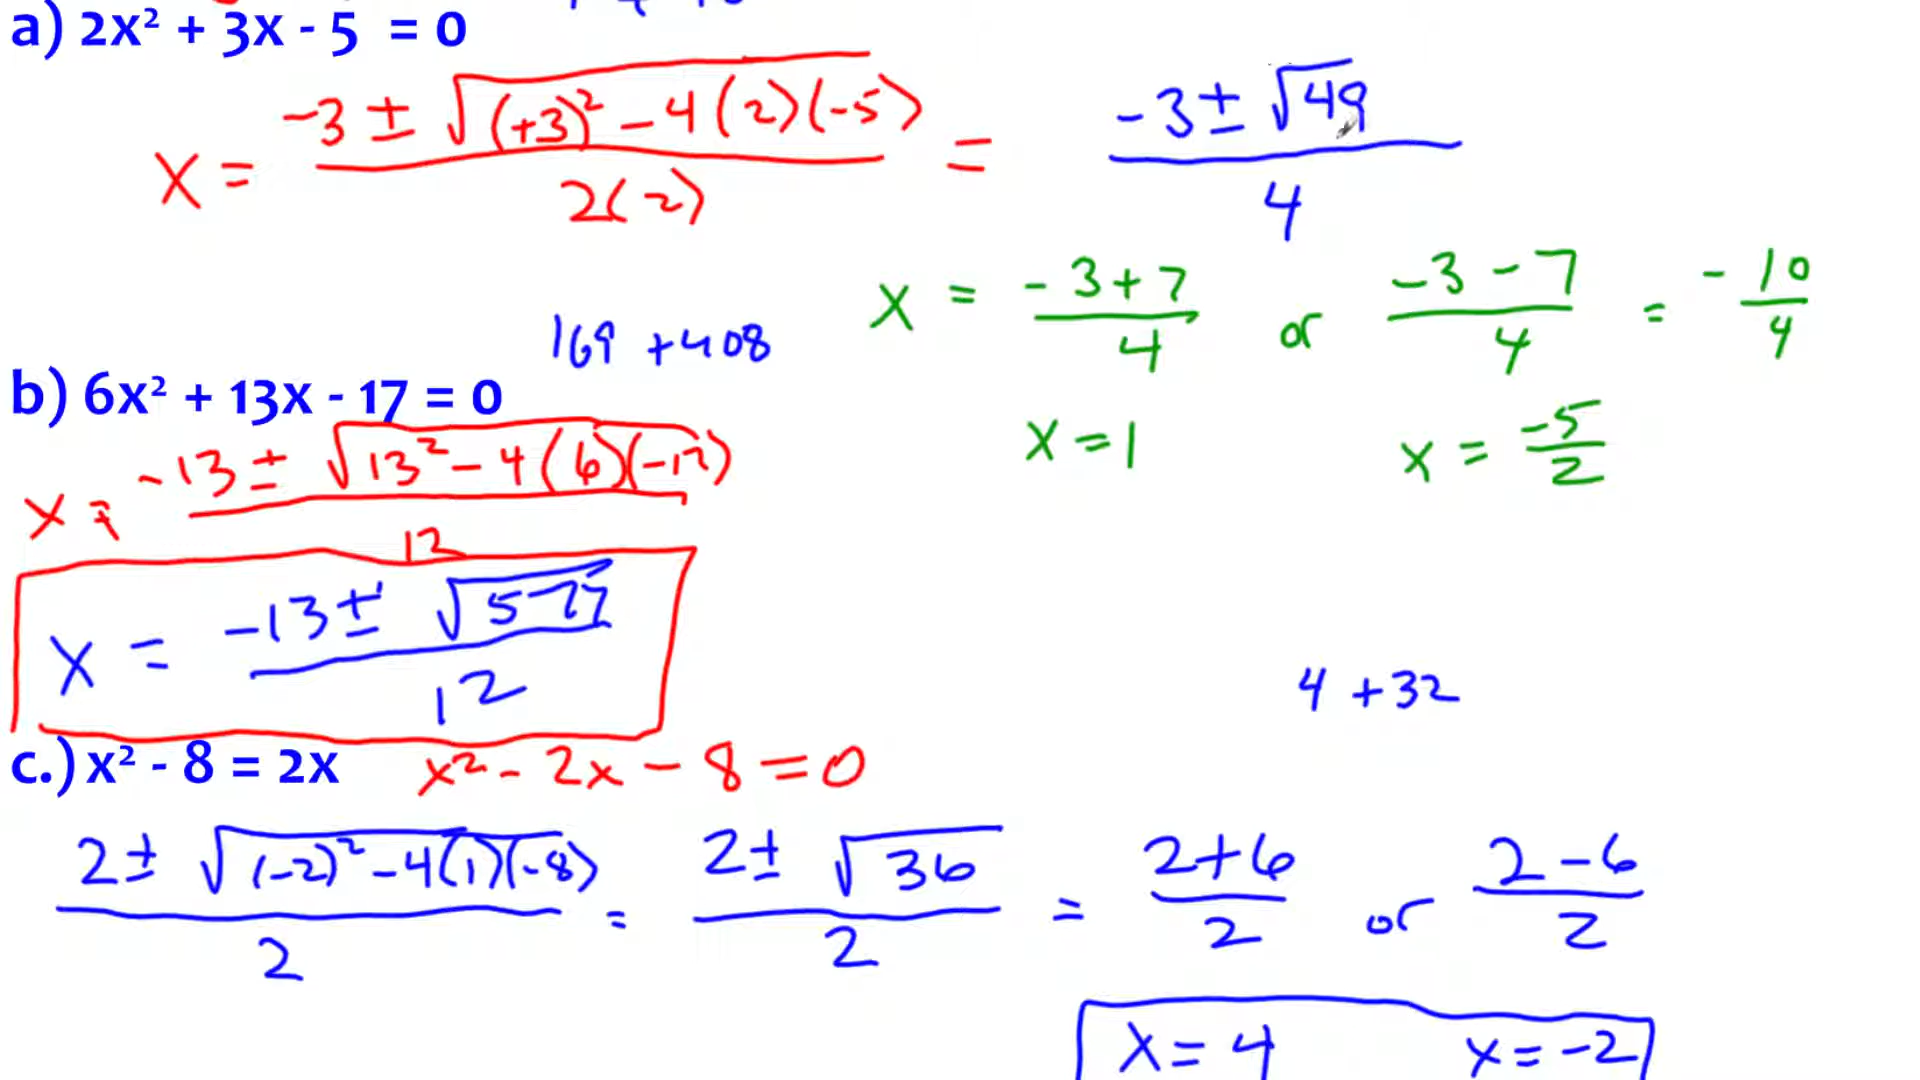 a) 2x² + 3x - 5 = 0
x = (-3 ± √((+3)² - 4(2)(-5))) / 2(2) = (-3 ± √49) / 4
x = (-3 + 7) / 4 or (-3 - 7) / 4 = -10/4
x = 1 x = -5/2
169 + 408
b) 6x² + 13x - 17 = 0
x = (-13 ± √(13² - 4(6)(-17))) / 12
x = (-13 ± √577) / 12
4 + 32
c.) x² - 8 = 2x x² - 2x - 8 = 0
(2 ± √((-2)² - 4(1)(-8))) / 2 = (2 ± √36) / 2 = (2 + 6) / 2 or (2 - 6) / 2
x = 4 x = -2